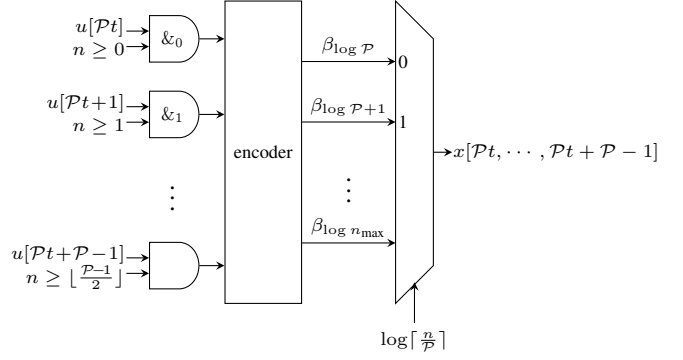 u[𝒫t]
n ≥ 0
&₀
u[𝒫t+1]
n ≥ 1
&₁
⋮
u[𝒫t+𝒫−1]
n ≥ ⌊(𝒫−1)/2⌋
encoder
β_{log 𝒫}
0
β_{log 𝒫+1}
1
⋮
β_{log n_max}
x[𝒫t, ⋯ , 𝒫t + 𝒫 − 1]
log⌈n/𝒫⌉